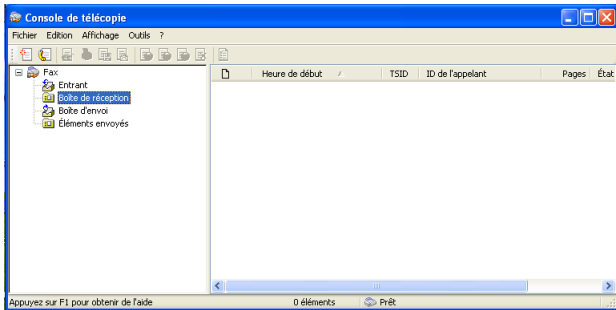 Console de télécopie
Fichier Edition Affichage Outils ?
Fax
Entrant
Boîte de réception
Boîte d'envoi
Éléments envoyés
Heure de début TSID ID de l'appelant Pages État
Appuyez sur F1 pour obtenir de l'aide 0 éléments Prêt